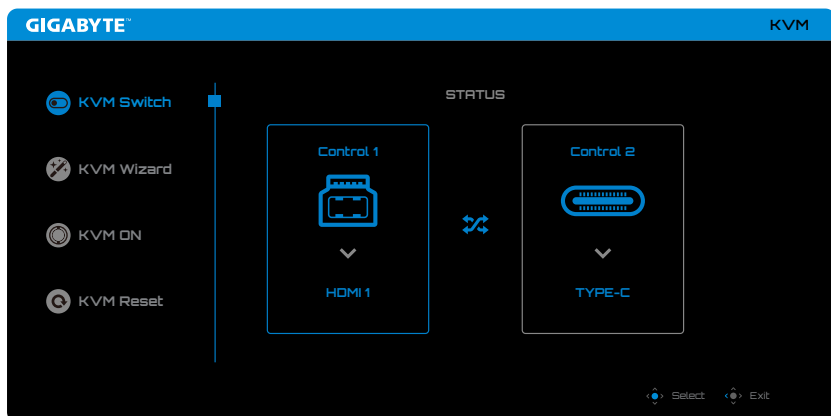 GIGABYTE™
KVM
KVM Switch
KVM Wizard
KVM ON
KVM Reset
STATUS
Control 1
HDMI 1
Control 2
TYPE-C
Select
Exit